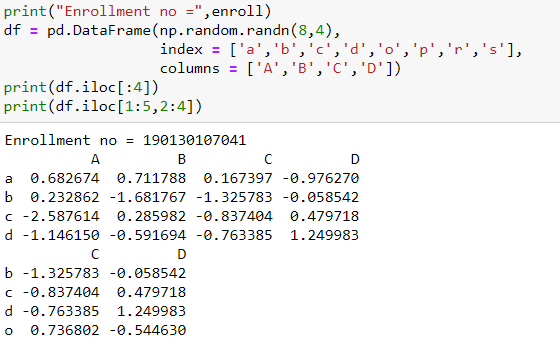 print("Enrollment no =",enroll)
df = pd.DataFrame(np.random.randn(8,4),
                  index = ['a','b','c','d','o','p','r','s'],
                  columns = ['A','B','C','D'])
print(df.iloc[:4])
print(df.iloc[1:5,2:4])
Enrollment no = 190130107041
          A         B         C         D
a  0.682674  0.711788  0.167397 -0.976270
b  0.232862 -1.681767 -1.325783 -0.058542
c -2.587614  0.285982 -0.837404  0.479718
d -1.146150 -0.591694 -0.763385  1.249983
          C         D
b -1.325783 -0.058542
c -0.837404  0.479718
d -0.763385  1.249983
o  0.736802 -0.544630